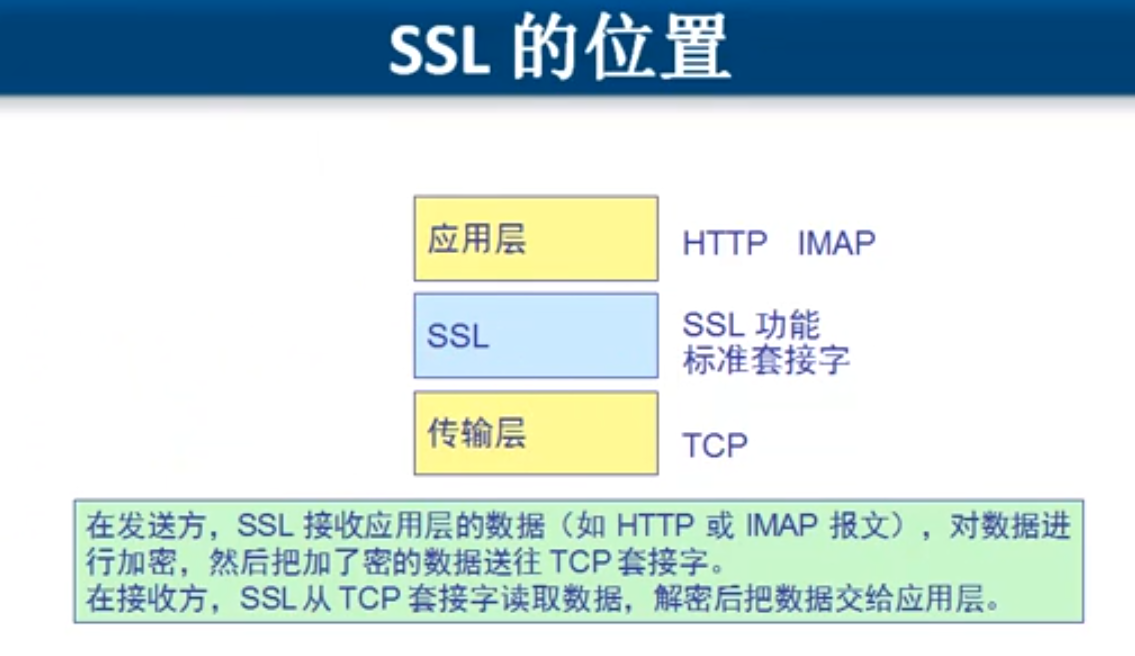 SSL 的位置
应用层
HTTP IMAP
SSL
SSL 功能
标准套接字
传输层
TCP
在发送方，SSL 接收应用层的数据（如 HTTP 或 IMAP 报文），对数据进
行加密，然后把加了密的数据送往 TCP 套接字。
在接收方，SSL 从 TCP 套接字读取数据，解密后把数据交给应用层。